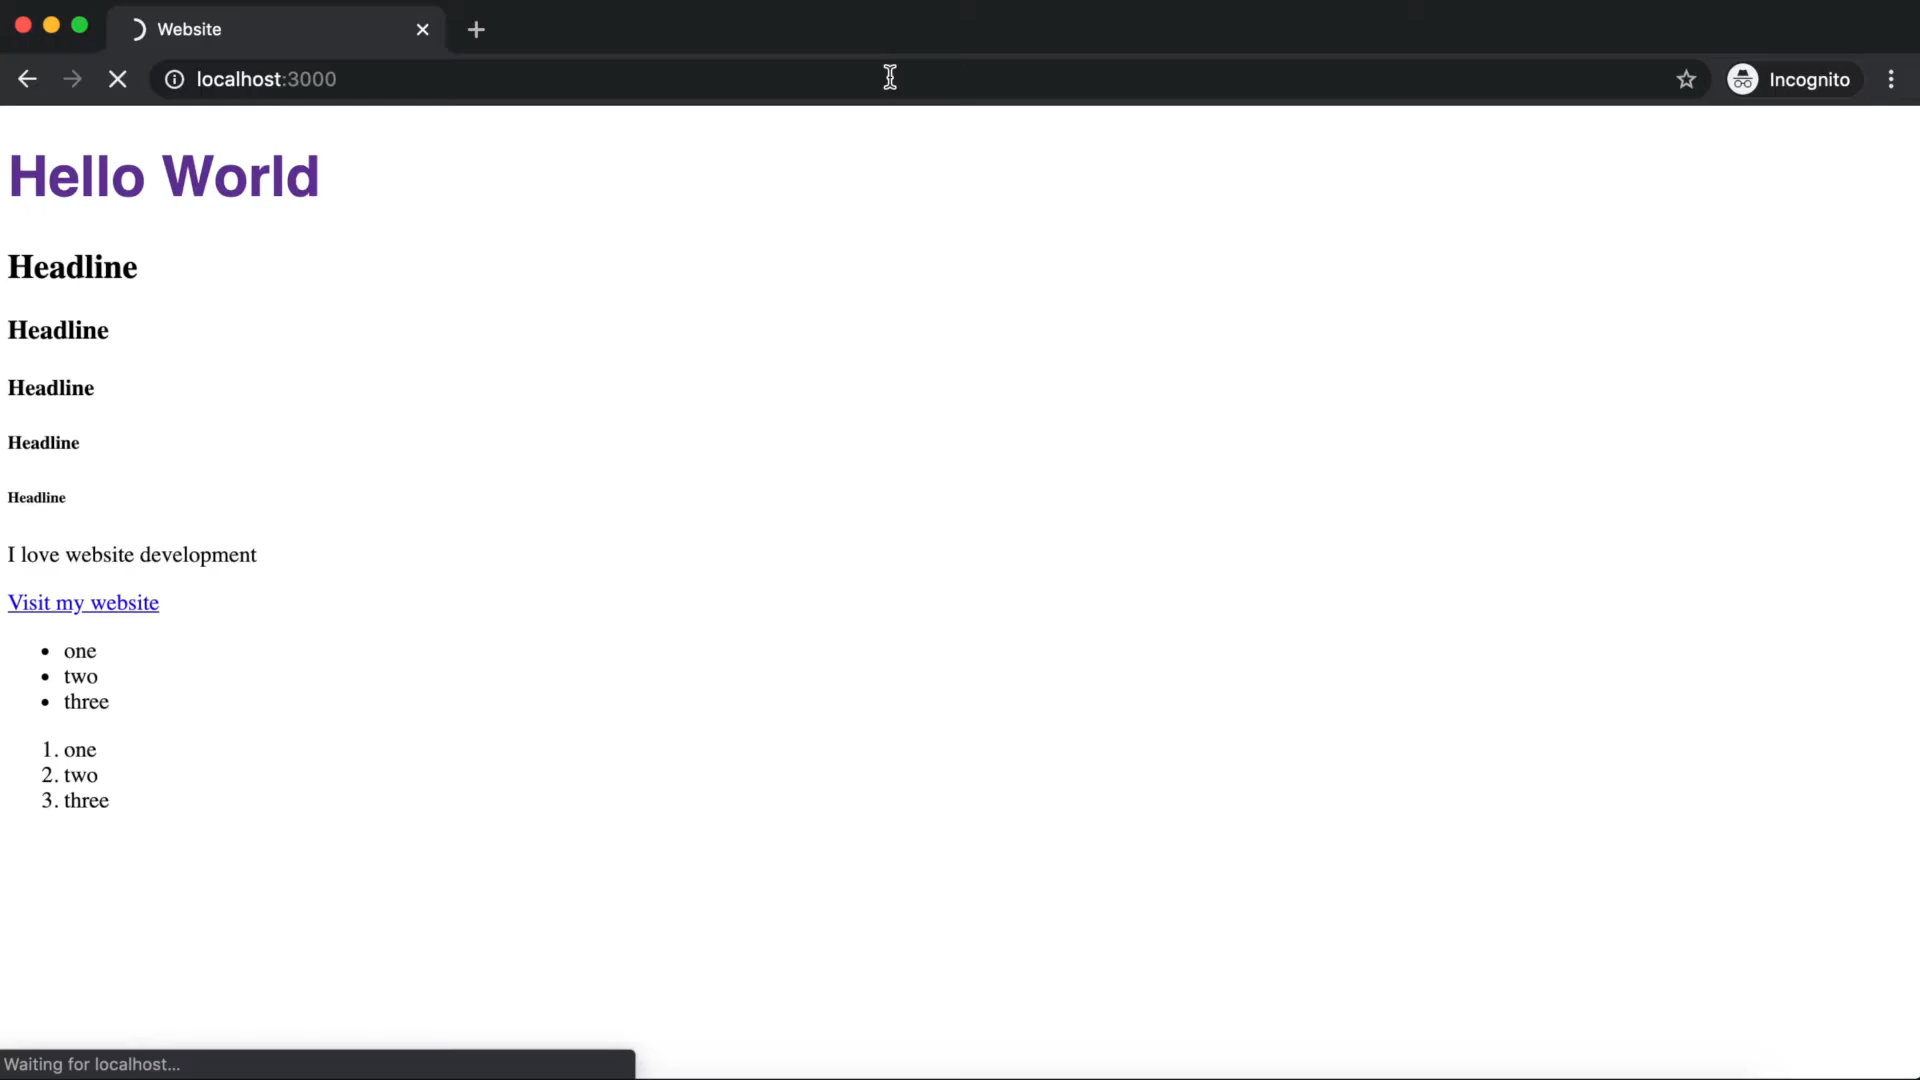 Website
localhost:3000
Incognito
Hello World
Headline
Headline
Headline
Headline
Headline
I love website development
Visit my website
• one
• two
• three
1. one
2. two
3. three
Waiting for localhost...